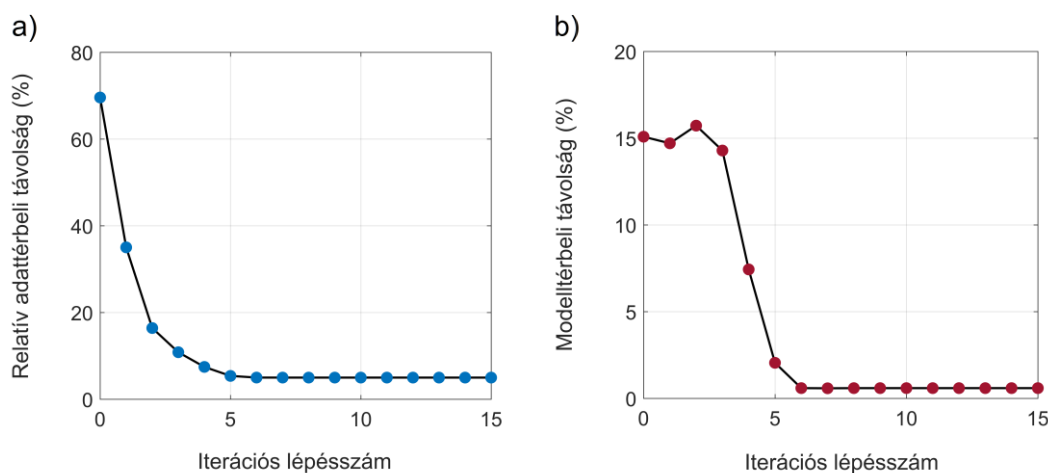 a)
Relatív adattérbeli távolság (%)
80
60
40
20
0
0 5 10 15
Iterációs lépésszám
b)
Modelltérbeli távolság (%)
20
15
10
5
0
0 5 10 15
Iterációs lépésszám